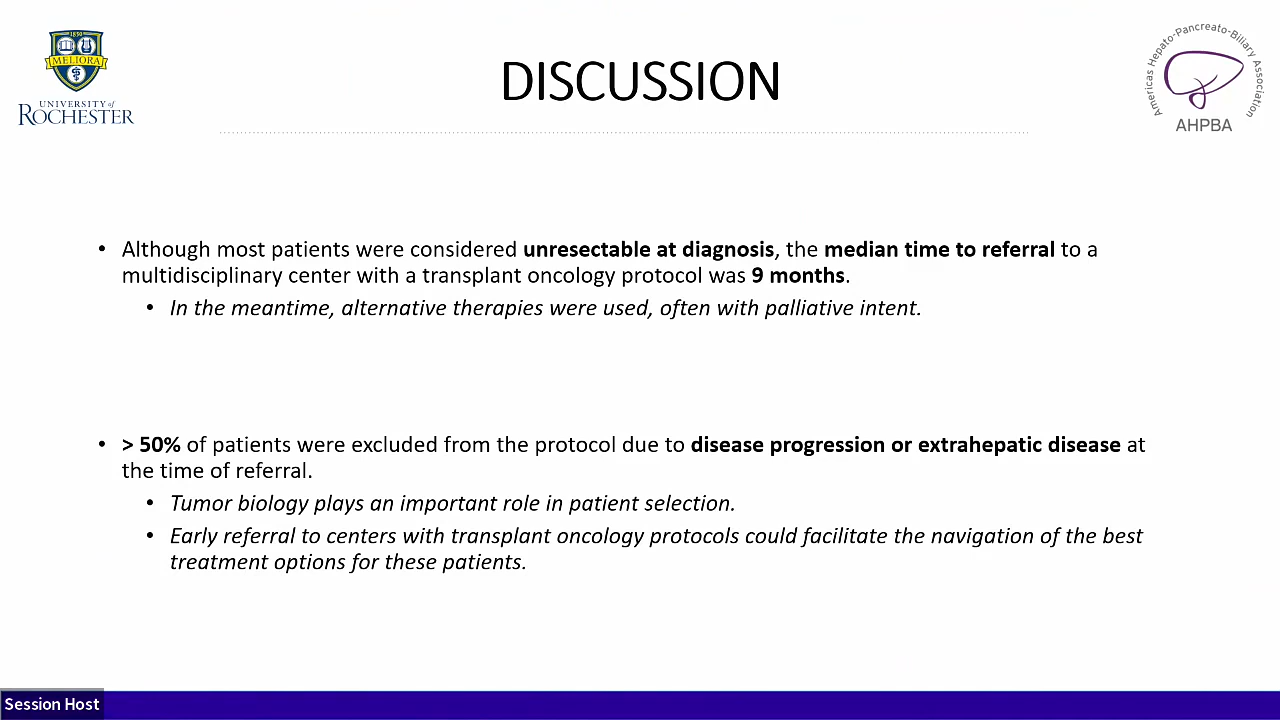 1850
MELIORA
UNIVERSITY of
ROCHESTER
DISCUSSION
Americas Hepato-Pancreato-Biliary Association
AHPBA
• Although most patients were considered unresectable at diagnosis, the median time to referral to a
multidisciplinary center with a transplant oncology protocol was 9 months.
• In the meantime, alternative therapies were used, often with palliative intent.
• > 50% of patients were excluded from the protocol due to disease progression or extrahepatic disease at
the time of referral.
• Tumor biology plays an important role in patient selection.
• Early referral to centers with transplant oncology protocols could facilitate the navigation of the best
treatment options for these patients.
Session Host